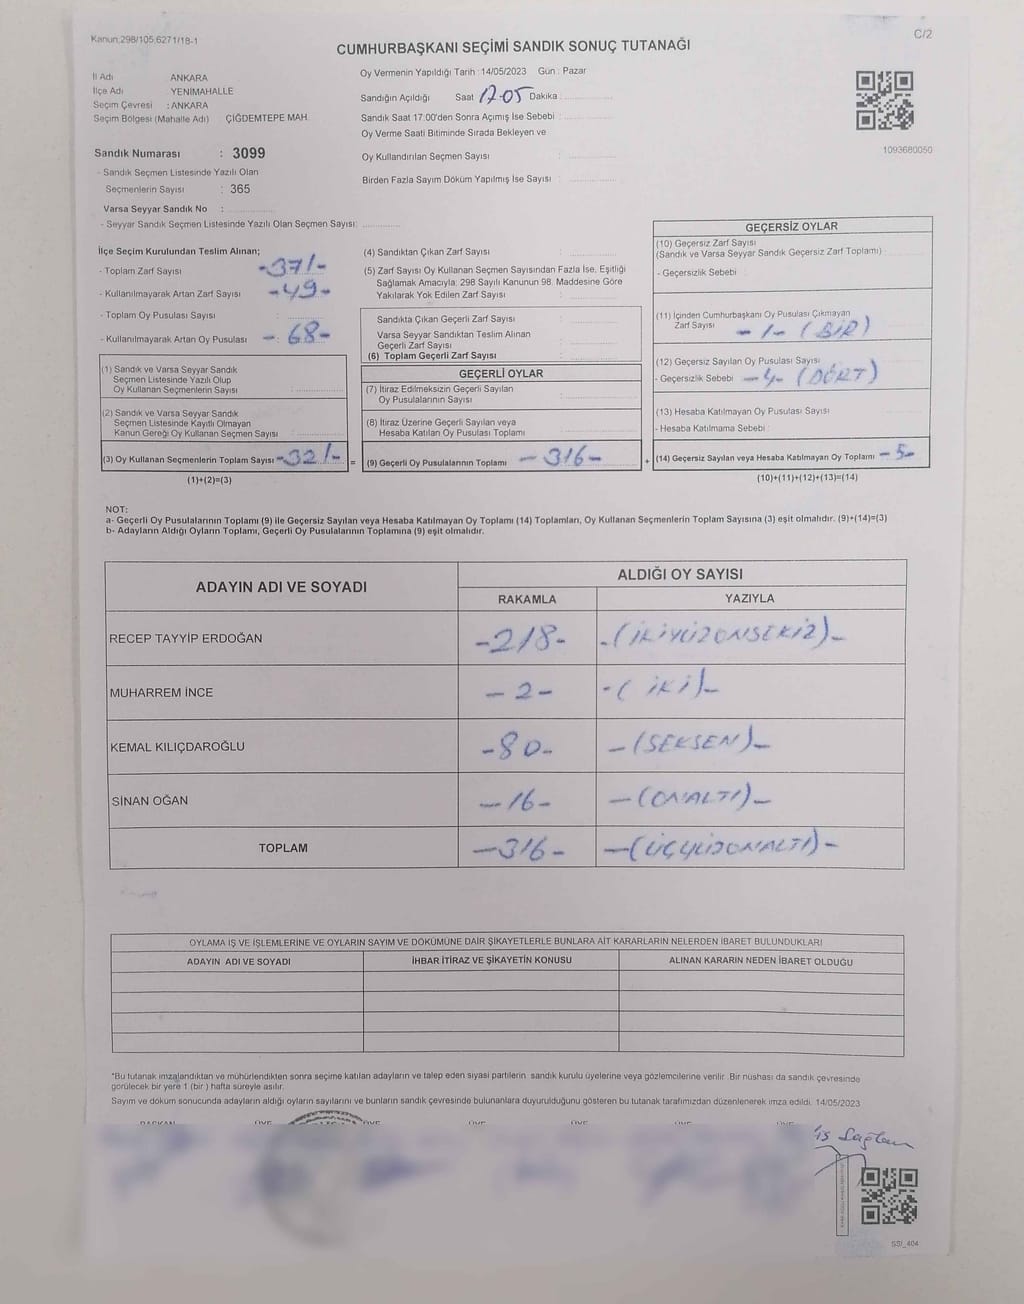 Kanun:298/105,6271/18-1
C/2
CUMHURBAŞKANI SEÇİMİ SANDIK SONUÇ TUTANAĞI
İl Adı ANKARA
İlçe Adı YENİMAHALLE
Seçim Çevresi : ANKARA
Seçim Bölgesi (Mahalle Adı) ÇİĞDEMTEPE MAH.
Sandık Numarası : 3099
- Sandık Seçmen Listesinde Yazılı Olan
Seçmenlerin Sayısı : 365
Varsa Seyyar Sandık No :
- Seyyar Sandık Seçmen Listesinde Yazılı Olan Seçmen Sayısı:
Oy Vermenin Yapıldığı Tarih : 14/05/2023 Gün : Pazar
Sandığın Açıldığı Saat 17.05 Dakika :
Sandık Saat 17.00'den Sonra Açımış İse Sebebi :
Oy Verme Saati Bitiminde Sırada Bekleyen ve
Oy Kullandırılan Seçmen Sayısı :
Birden Fazla Sayım Döküm Yapılmış İse Sayısı :
1093680050
İlçe Seçim Kurulundan Teslim Alınan;
- Toplam Zarf Sayısı -371-
- Kullanılmayarak Artan Zarf Sayısı -49-
- Toplam Oy Pusulası Sayısı :
- Kullanılmayarak Artan Oy Pusulası -68-
(1) Sandık ve Varsa Seyyar Sandık
Seçmen Listesinde Yazılı Olup
Oy Kullanan Seçmenlerin Sayısı :
(2) Sandık ve Varsa Seyyar Sandık
Seçmen Listesinde Kayıtlı Olmayan
Kanun Gereği Oy Kullanan Seçmen Sayısı :
(3) Oy Kullanan Seçmenlerin Toplam Sayısı -321- =
(1)+(2)=(3)
(4) Sandıktan Çıkan Zarf Sayısı :
(5) Zarf Sayısı Oy Kullanan Seçmen Sayısından Fazla İse, Eşitliği
Sağlamak Amacıyla; 298 Sayılı Kanunun 98. Maddesine Göre
Yakılarak Yok Edilen Zarf Sayısı :
Sandıkta Çıkan Geçerli Zarf Sayısı :
Varsa Seyyar Sandıktan Teslim Alınan
Geçerli Zarf Sayısı :
(6) Toplam Geçerli Zarf Sayısı :
GEÇERLİ OYLAR
(7) İtiraz Edilmeksizin Geçerli Sayılan
Oy Pusulalarının Sayısı :
(8) İtiraz Üzerine Geçerli Sayılan veya
Hesaba Katılan Oy Pusulası Toplamı :
(9) Geçerli Oy Pusulalarının Toplamı -316- +
GEÇERSİZ OYLAR
(10) Geçersiz Zarf Sayısı
(Sandık ve Varsa Seyyar Sandık Geçersiz Zarf Toplamı) :
- Geçersizlik Sebebi :
(11) İçinden Cumhurbaşkanı Oy Pusulası Çıkmayan
Zarf Sayısı -1- (BİR)
(12) Geçersiz Sayılan Oy Pusulası Sayısı :
- Geçersizlik Sebebi -4- (DÖRT)
(13) Hesaba Katılmayan Oy Pusulası Sayısı
- Hesaba Katılmama Sebebi :
(14) Geçersiz Sayılan veya Hesaba Katılmayan Oy Toplamı -5-
(10)+(11)+(12)+(13)=(14)
NOT:
a- Geçerli Oy Pusulalarının Toplamı (9) ile Geçersiz Sayılan veya Hesaba Katılmayan Oy Toplamı (14) Toplamları, Oy Kullanan Seçmenlerin Toplam Sayısına (3) eşit olmalıdır. (9)+(14)=(3)
b- Adayların Aldığı Oyların Toplamı, Geçerli Oy Pusulalarının Toplamına (9) eşit olmalıdır.
ADAYIN ADI VE SOYADI ALDIĞI OY SAYISI
RAKAMLA YAZIYLA
RECEP TAYYİP ERDOĞAN -218- -(İKİYÜZONSEKİZ)-
MUHARREM İNCE -2- -(İKİ)-
KEMAL KILIÇDAROĞLU -80- -(SEKSEN)-
SİNAN OĞAN -16- -(ONALTI)-
TOPLAM -316- -(ÜÇYÜZONALTI)-
OYLAMA İŞ VE İŞLEMLERİNE VE OYLARIN SAYIM VE DÖKÜMÜNE DAİR ŞİKAYETLERLE BUNLARA AİT KARARLARIN NELERDEN İBARET BULUNDUKLARI
ADAYIN ADI VE SOYADI İHBAR İTİRAZ VE ŞİKAYETİN KONUSU ALINAN KARARIN NEDEN İBARET OLDUĞU
*Bu tutanak imzalandıktan ve mühürlendikten sonra seçime katılan adayların ve talep eden siyasi partilerin sandık kurulu üyelerine veya gözlemcilerine verilir. Bir nüshası da sandık çevresinde
görülecek bir yere 1 (bir ) hafta süreyle asılır.
Sayım ve döküm sonucunda adayların aldığı oyların sayılarını ve bunların sandık çevresinde bulunanlara duyurulduğunu gösteren bu tutanak tarafımızdan düzenlenerek imza edildi. 14/05/2023
BAŞKAN ÜYE ÜYE ÜYE ÜYE ÜYE ÜYE
SSI_404